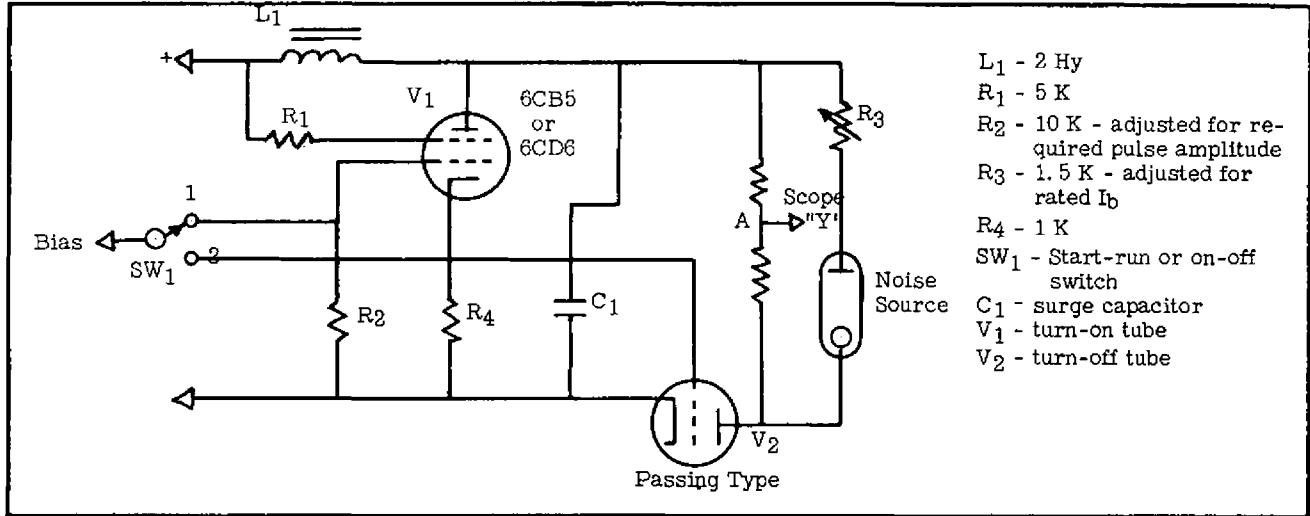 L1
+
V1
6CB5
or
6CD6
R1
R3
1
Bias
SW1
2
A
Scope
"Y"
R2
R4
C1
Noise
Source
V2
Passing Type
L1 - 2 Hy
R1 - 5 K
R2 - 10 K - adjusted for re-
quired pulse amplitude
R3 - 1.5 K - adjusted for
rated Ib
R4 - 1 K
SW1 - Start-run or on-off
switch
C1 - surge capacitor
V1 - turn-on tube
V2 - turn-off tube